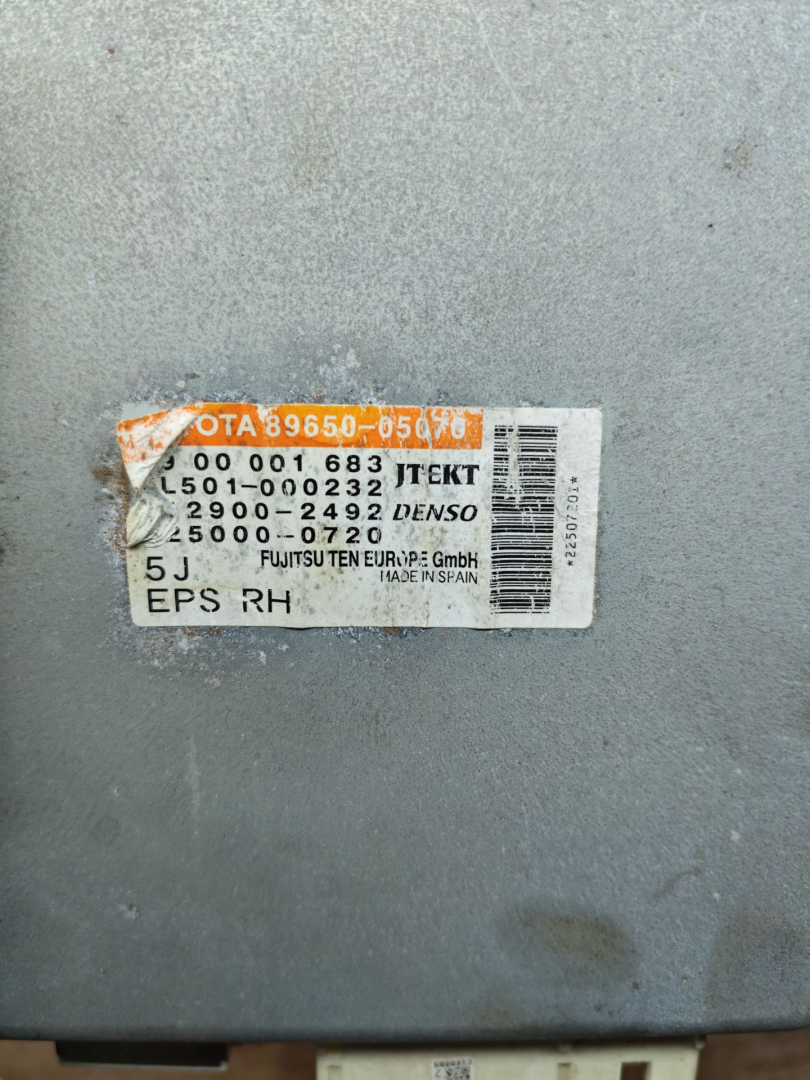 OTA 89650-05070
9 00 001 683
L501-000232 JTEKT
2900-2492 DENSO
25000-0720
FUJITSU TEN EUROPE GmbH
5J MADE IN SPAIN
EPS RH
*22507201*